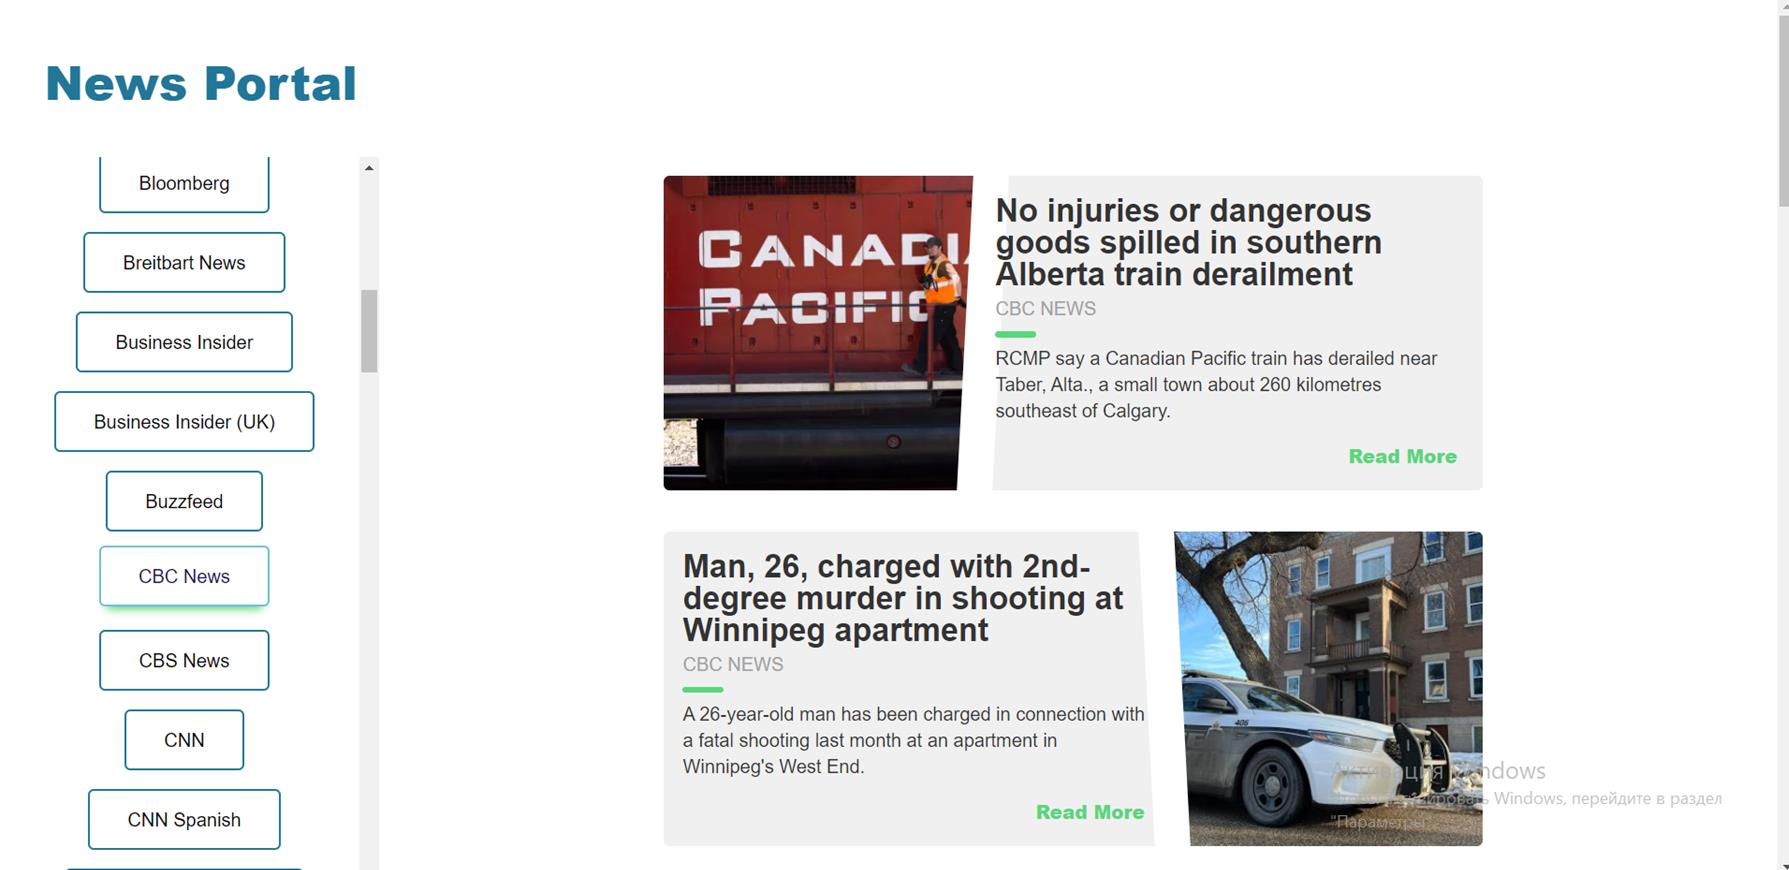 News Portal
Bloomberg
Breitbart News
Business Insider
Business Insider (UK)
Buzzfeed
CBC News
CBS News
CNN
CNN Spanish
CANADI
PACIFIC
No injuries or dangerous
goods spilled in southern
Alberta train derailment
CBC NEWS
RCMP say a Canadian Pacific train has derailed near
Taber, Alta., a small town about 260 kilometres
southeast of Calgary.
Read More
Man, 26, charged with 2nd-
degree murder in shooting at
Winnipeg apartment
CBC NEWS
A 26-year-old man has been charged in connection with
a fatal shooting last month at an apartment in
Winnipeg's West End.
Read More
406
Активация Windows
Windows, перейдите в раздел
"Параметры"